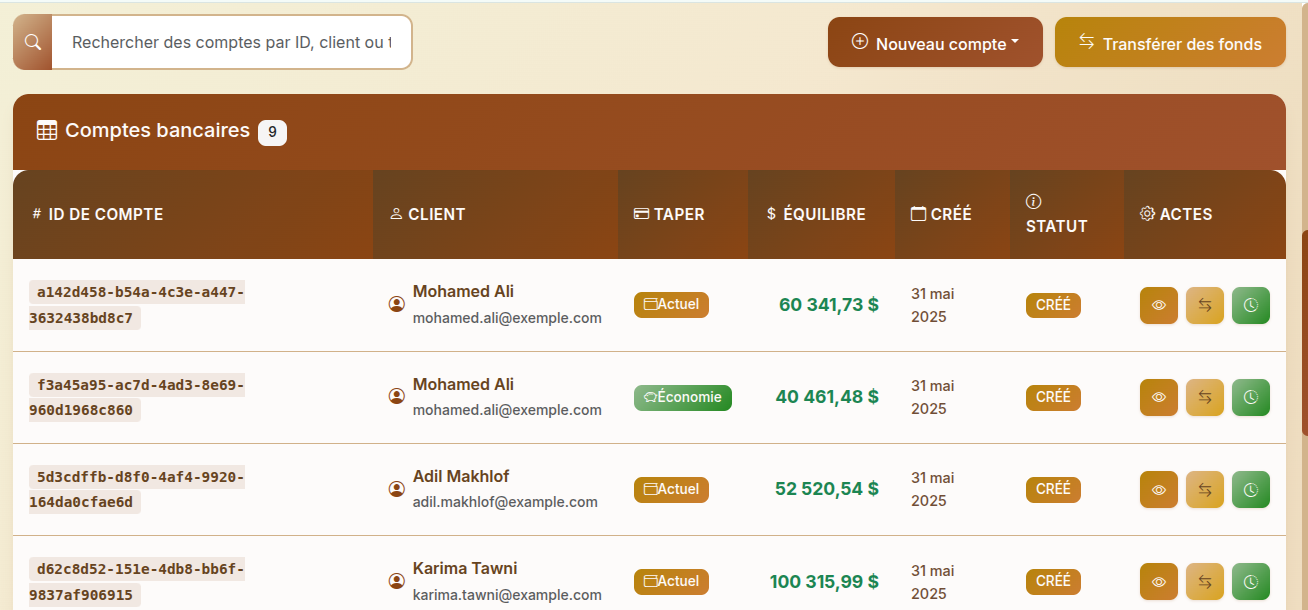 Rechercher des comptes par ID, client ou t
Nouveau compte
Transférer des fonds
Comptes bancaires 9
# ID DE COMPTE
CLIENT
TAPER
$ ÉQUILIBRE
CRÉÉ
STATUT
ACTES
a142d458-b54a-4c3e-a447-
3632438bd8c7
Mohamed Ali
mohamed.ali@exemple.com
Actuel
60 341,73 $
31 mai
2025
CRÉÉ
f3a45a95-ac7d-4ad3-8e69-
960d1968c860
Mohamed Ali
mohamed.ali@exemple.com
Économie
40 461,48 $
31 mai
2025
CRÉÉ
5d3cdffb-d8f0-4af4-9920-
164da0cfae6d
Adil Makhlof
adil.makhlof@example.com
Actuel
52 520,54 $
31 mai
2025
CRÉÉ
d62c8d52-151e-4db8-bb6f-
9837af906915
Karima Tawni
karima.tawni@example.com
Actuel
100 315,99 $
31 mai
2025
CRÉÉ